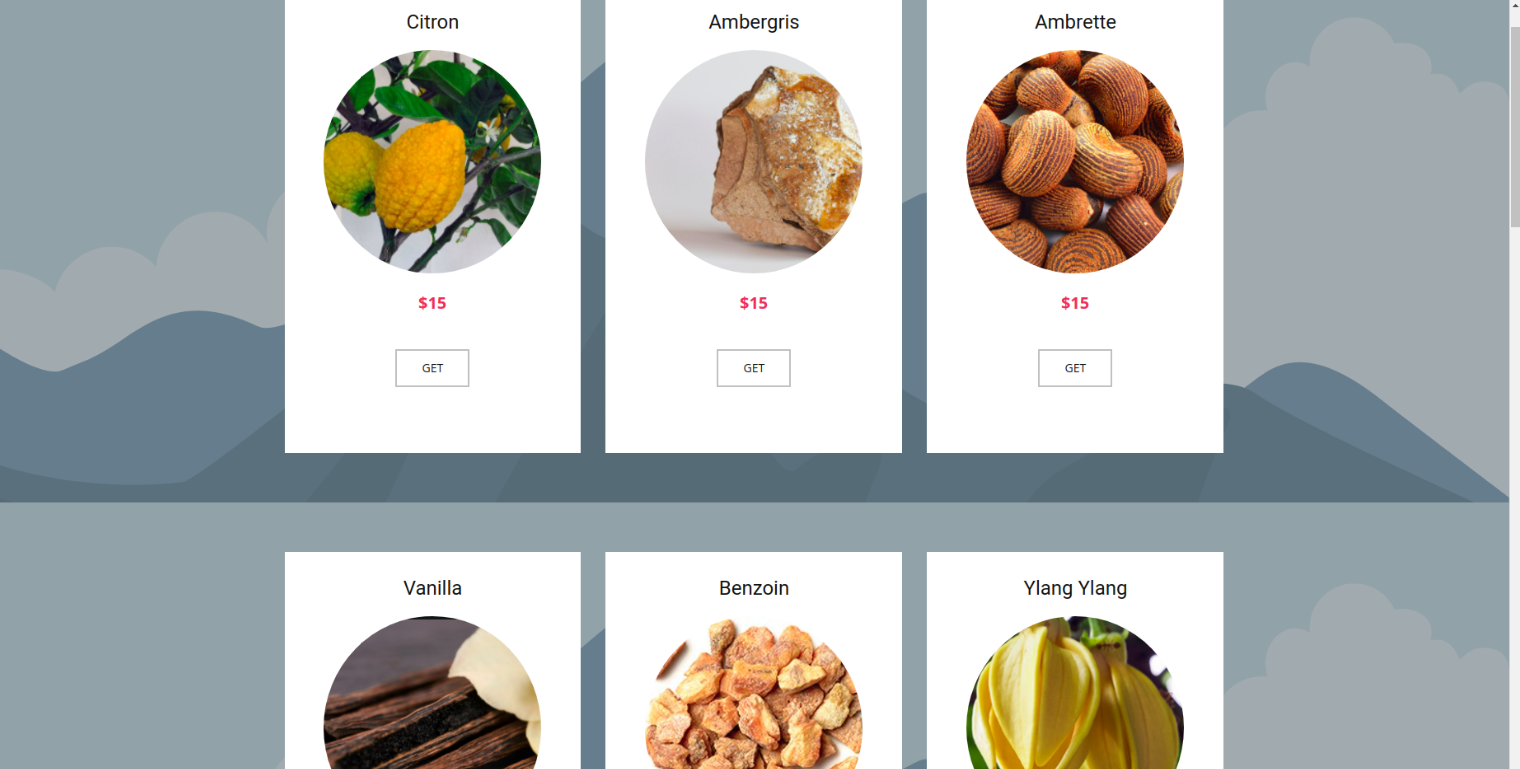 Citron
Ambergris
Ambrette
$15
$15
$15
GET
GET
GET
Vanilla
Benzoin
Ylang Ylang